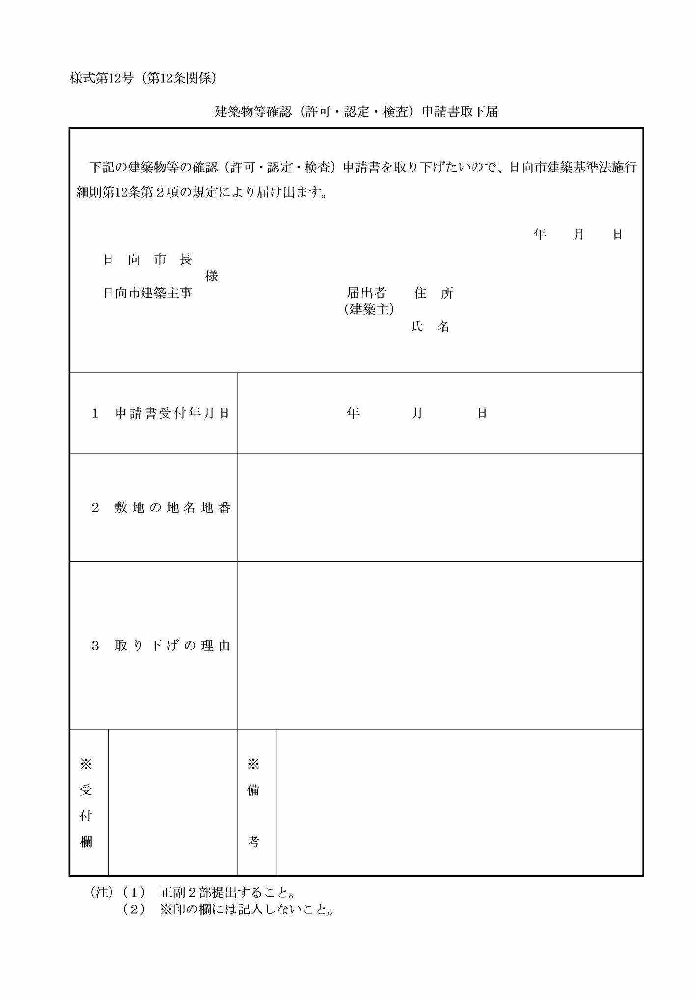 様式第12号（第12条関係）
建築物等確認（許可・認定・検査）申請書取下届
下記の建築物等の確認（許可・認定・検査）申請書を取り下げたいので、日向市建築基準法施行
細則第12条第２項の規定により届け出ます。
年　　月　　日
日　向　市　長
様
日向市建築主事　　届出者　　住　所
（建築主）
氏　名
１　申請書受付年月日　　年　　月　　日
２　敷地の地名地番
３　取り下げの理由
※受付欄
※備考
（注）（１）　正副２部提出すること。
（２）　※印の欄には記入しないこと。